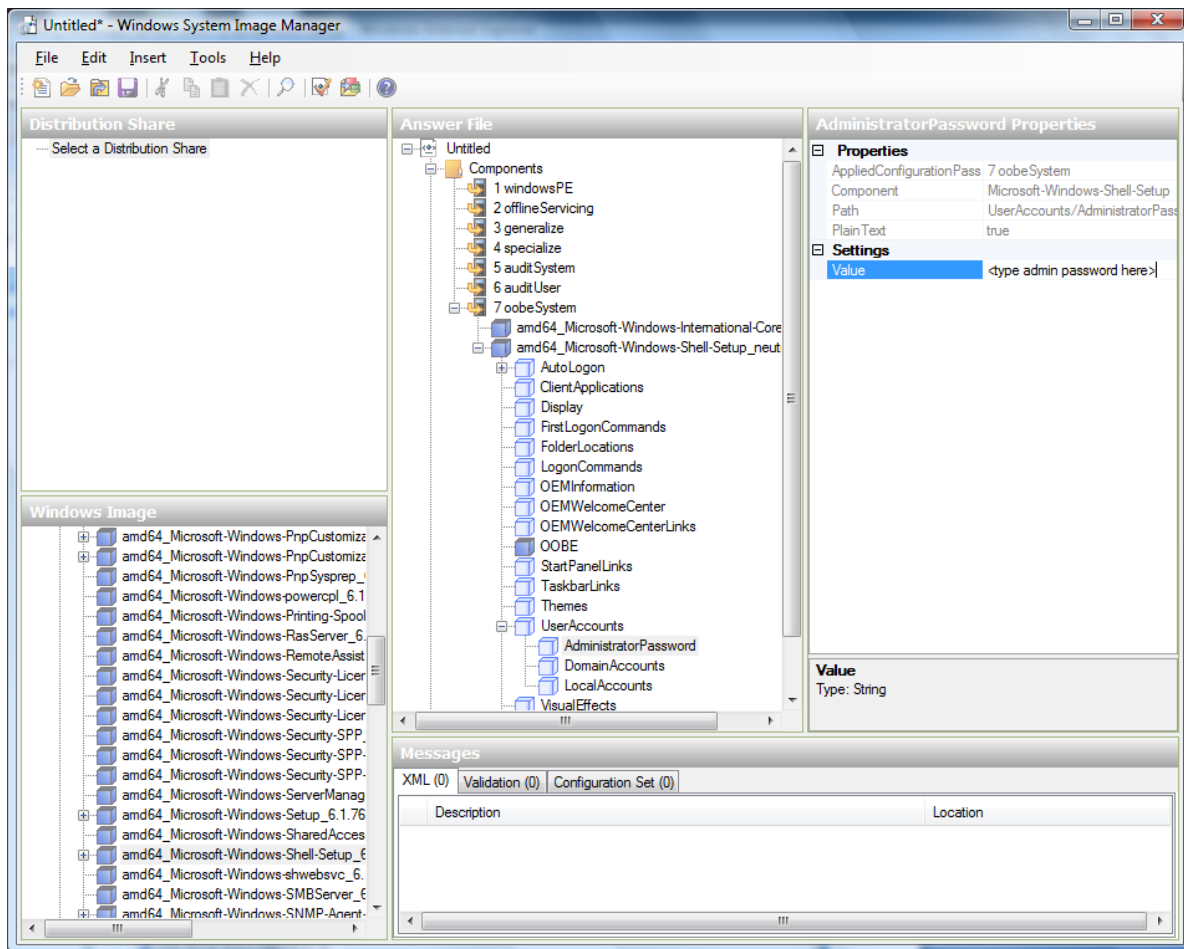 Untitled* - Windows System Image Manager
File Edit Insert Tools Help
Distribution Share
Select a Distribution Share
Windows Image
amd64_Microsoft-Windows-PnpCustomiza
amd64_Microsoft-Windows-PnpCustomiza
amd64_Microsoft-Windows-PnpSysprep_
amd64_Microsoft-Windows-powercpl_6.1
amd64_Microsoft-Windows-Printing-Spool
amd64_Microsoft-Windows-RasServer_6.
amd64_Microsoft-Windows-RemoteAssist
amd64_Microsoft-Windows-Security-Licer
amd64_Microsoft-Windows-Security-Licer
amd64_Microsoft-Windows-Security-Licer
amd64_Microsoft-Windows-Security-SPP_
amd64_Microsoft-Windows-Security-SPP-
amd64_Microsoft-Windows-Security-SPP-
amd64_Microsoft-Windows-ServerManag
amd64_Microsoft-Windows-Setup_6.1.76
amd64_Microsoft-Windows-SharedAcces
amd64_Microsoft-Windows-Shell-Setup_6
amd64_Microsoft-Windows-shwebsvc_6.
amd64_Microsoft-Windows-SMBServer_6
amd64_Microsoft-Windows-SNMP-Agent-
Answer File
Untitled
Components
1 windowsPE
2 offlineServicing
3 generalize
4 specialize
5 auditSystem
6 auditUser
7 oobeSystem
amd64_Microsoft-Windows-International-Core
amd64_Microsoft-Windows-Shell-Setup_neut
AutoLogon
ClientApplications
Display
FirstLogonCommands
FolderLocations
LogonCommands
OEMInformation
OEMWelcomeCenter
OEMWelcomeCenterLinks
OOBE
StartPanelLinks
TaskbarLinks
Themes
UserAccounts
AdministratorPassword
DomainAccounts
LocalAccounts
VisualEffects
AdministratorPassword Properties
Properties
AppliedConfigurationPass 7 oobeSystem
Component Microsoft-Windows-Shell-Setup
Path UserAccounts/AdministratorPass
PlainText true
Settings
Value <type admin password here>
Value
Type: String
Messages
XML (0) Validation (0) Configuration Set (0)
Description Location